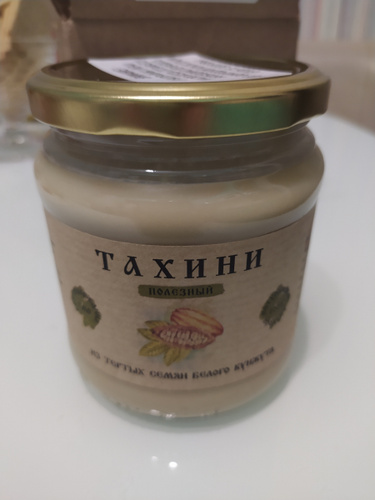 ТАХИНИ
ПОЛЕЗНЫЙ
ИЗ ТЕРТЫХ СЕМЯН БЕЛОГО КУНЖУТА